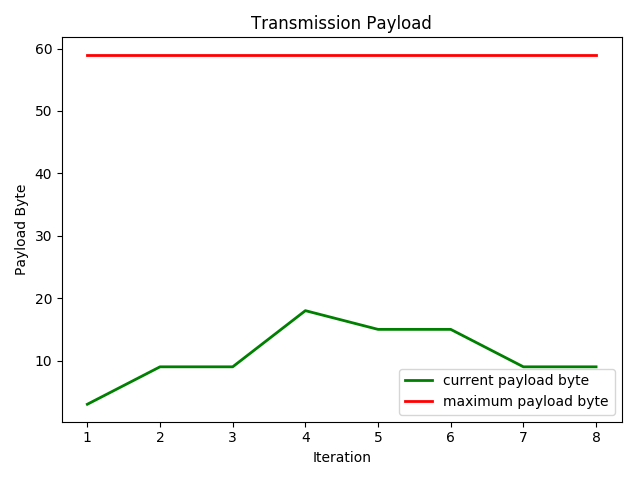 Transmission Payload
60
50
40
30
20
10
Payload Byte
current payload byte
maximum payload byte
1 2 3 4 5 6 7 8
Iteration